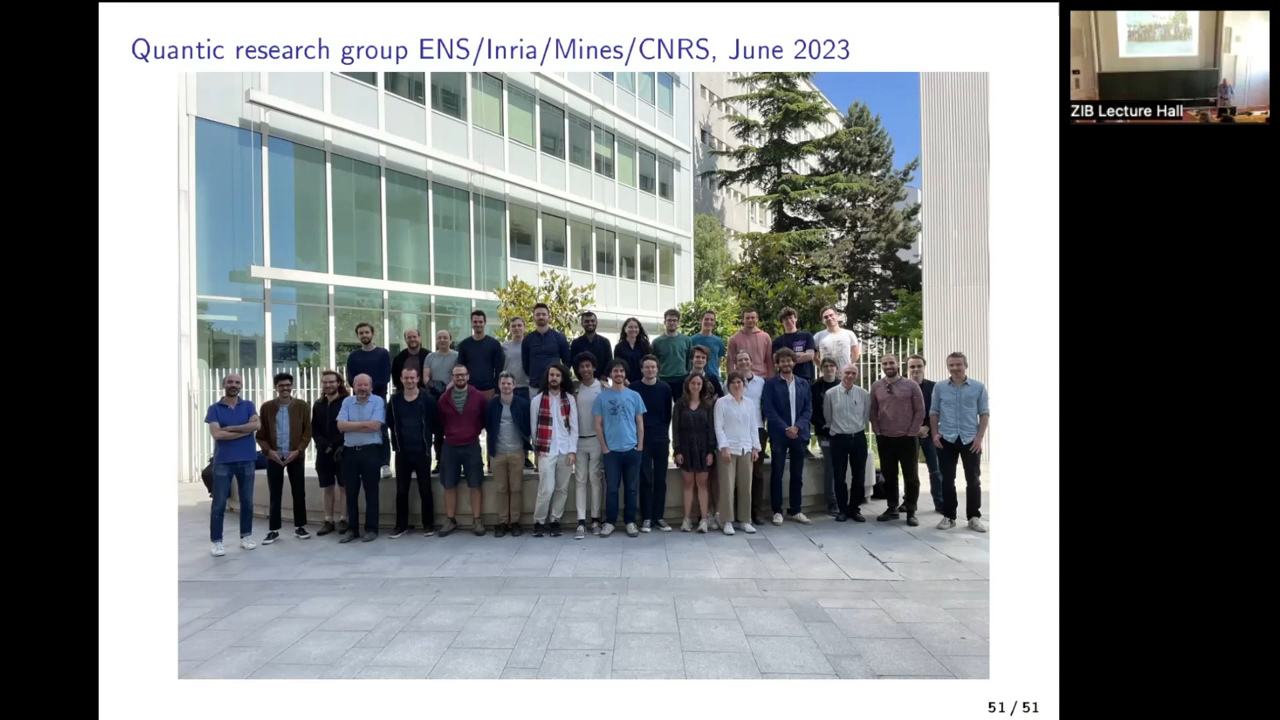 Quantic research group ENS/Inria/Mines/CNRS, June 2023
ZIB Lecture Hall
51 / 51